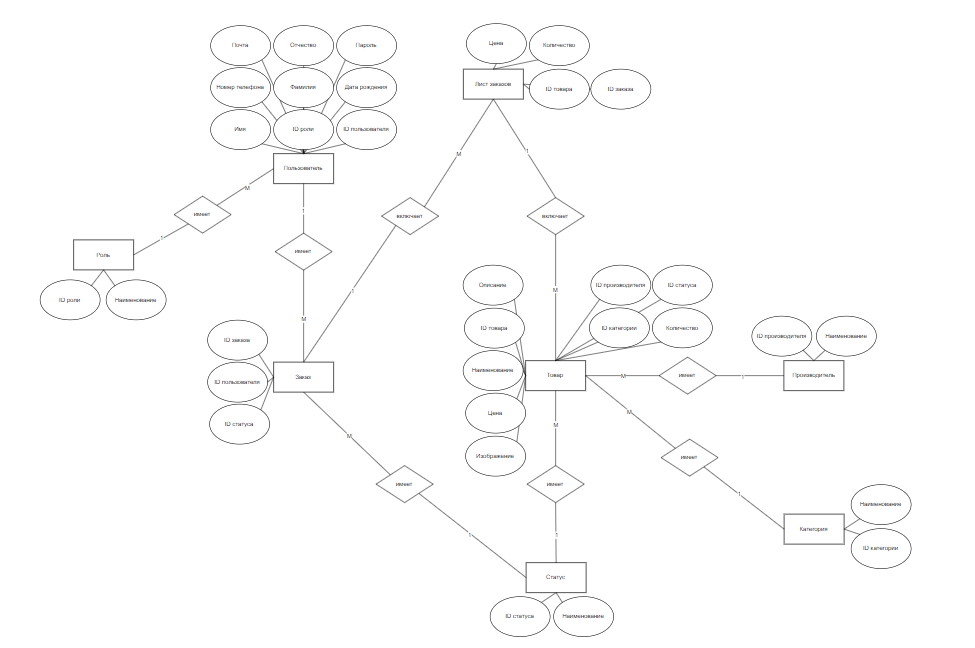 Почта
Отчество
Пароль
Номер телефона
Фамилия
Дата рождения
Имя
ID роли
ID пользователя
Пользователь
Цена
Количество
Лист заказов
ID товара
ID заказа
M
1
M
1
имеет
1
включает
включает
Роль
ID роли
Наименование
имеет
M
1
M
Описание
ID производителя
ID статуса
ID товара
ID категории
Количество
Наименование
Цена
Изображение
Товар
ID заказа
ID пользователя
ID статуса
Заказ
M
имеет
1
ID производителя
Наименование
Производитель
M
M
M
имеет
1
Категория
Наименование
ID категории
имеет
имеет
1
1
Статус
ID статуса
Наименование